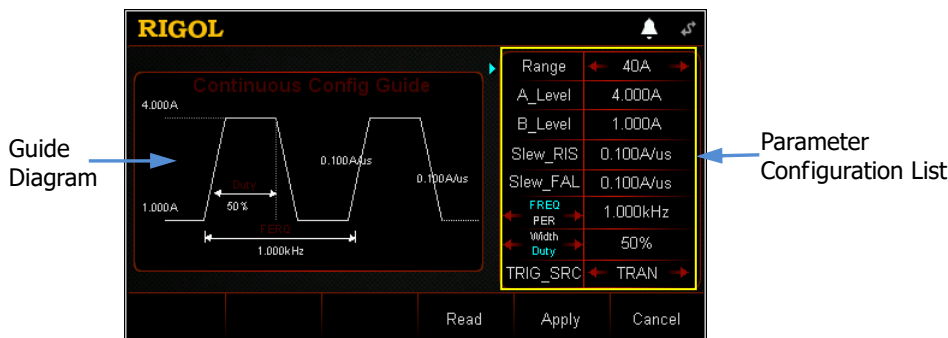 RIGOL
Continuous Config Guide
4.000A
0.100A/us
0.100A/us
Duty
50%
1.000A
FERQ
1.000kHz
Range 40A
A_Level 4.000A
B_Level 1.000A
Slew_RIS 0.100A/us
Slew_FAL 0.100A/us
FREQ
PER
1.000kHz
Width
Duty
50%
TRIG_SRC TRAN
Read Apply Cancel
Guide
Diagram
Parameter
Configuration List